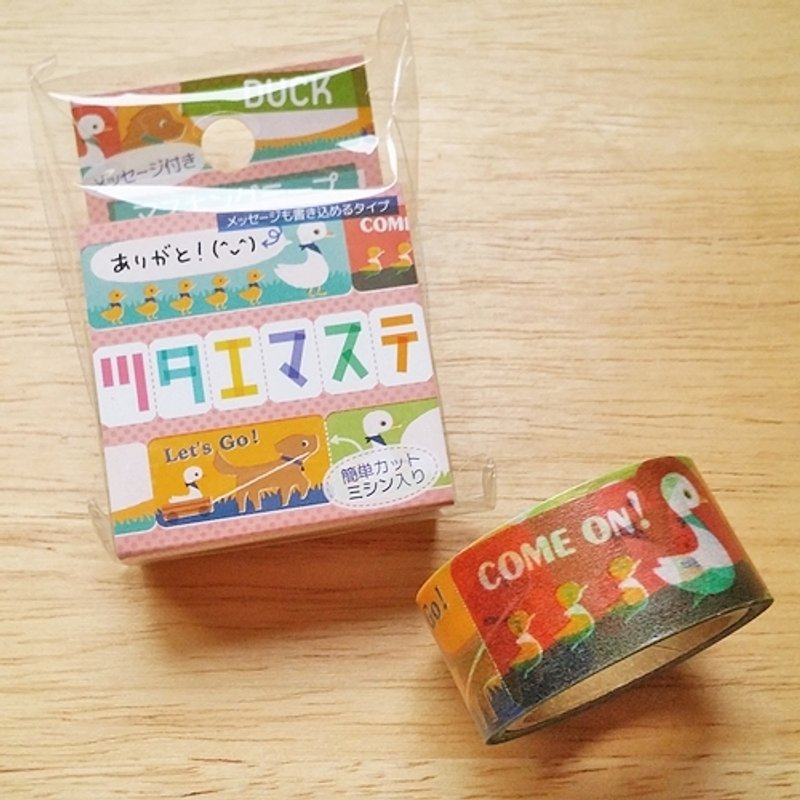 DUCK
メッセージ付き
メッセージも書き込めるタイプ
ありがと!(^ᴗ^)
COME
ツタエマステ
Let's Go!
簡単カット
ミシン入り
COME ON!
Go!